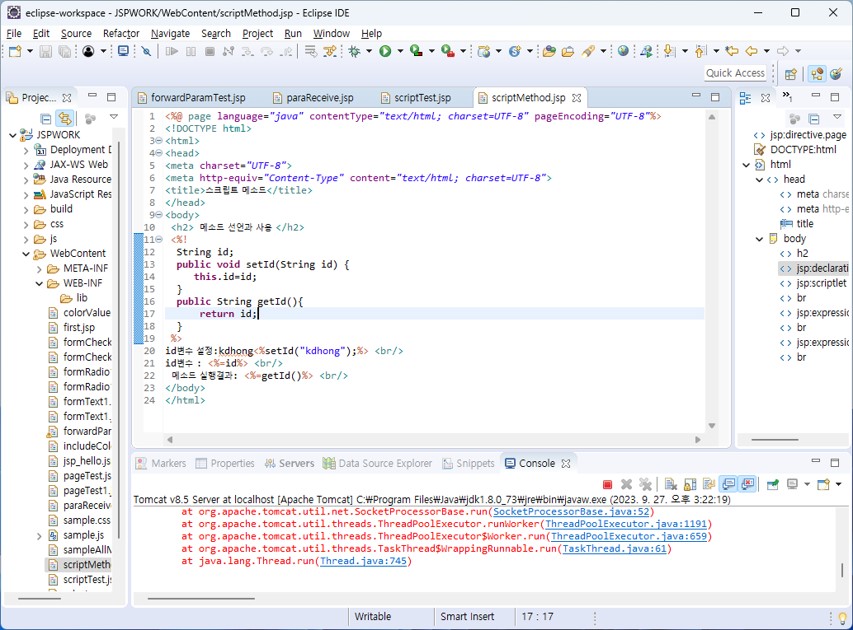 eclipse-workspace - JSPWORK/WebContent/scriptMethod.jsp - Eclipse IDE
File Edit Source Refactor Navigate Search Project Run Window Help
Quick Access
Projec...
JSPWORK
Deployment D
JAX-WS Web
Java Resource
JavaScript Res
build
css
js
WebContent
META-INF
WEB-INF
lib
colorValue
first.jsp
formCheck
formCheck
formRadio
formRadio
formText1
formText1.
forwardPar
includeCol
jsp_hello.js
pageTest.js
pageTest1.
paraReceive
sample.css
sample.js
sampleAllM
scriptMeth
scriptTest.js
forwardParamTest.jsp paraReceive.jsp scriptTest.jsp scriptMethod.jsp
1 <%@ page language="java" contentType="text/html; charset=UTF-8" pageEncoding="UTF-8"%>
2 <!DOCTYPE html>
3 <html>
4 <head>
5 <meta charset="UTF-8">
6 <meta http-equiv="Content-Type" content="text/html; charset=UTF-8">
7 <title>스크립트 메소드</title>
8 </head>
9 <body>
10 <h2> 메소드 선언과 사용 </h2>
11 <%!
12 String id;
13 public void setId(String id) {
14 this.id=id;
15 }
16 public String getId(){
17 return id;
18 }
19 %>
20 id변수 설정:kdhong<%setId("kdhong");%> <br/>
21 id변수 : <%=id%> <br/>
22 메소드 실행결과: <%=getId()%> <br/>
23 </body>
24 </html>
»1
jsp:directive.page
DOCTYPE:html
html
head
meta charse
meta http-e
title
body
h2
jsp:declarati
jsp:scriptlet
br
jsp:expressio
br
jsp:expressio
br
Markers Properties Servers Data Source Explorer Snippets Console
Tomcat v8.5 Server at localhost [Apache Tomcat] C:₩Program Files₩Java₩jdk1.8.0_73₩jre₩bin₩javaw.exe (2023. 9. 27. 오후 3:22:19)
at org.apache.tomcat.util.net.SocketProcessorBase.run(SocketProcessorBase.java:52)
at org.apache.tomcat.util.threads.ThreadPoolExecutor.runWorker(ThreadPoolExecutor.java:1191)
at org.apache.tomcat.util.threads.ThreadPoolExecutor$Worker.run(ThreadPoolExecutor.java:659)
at org.apache.tomcat.util.threads.TaskThread$WrappingRunnable.run(TaskThread.java:61)
at java.lang.Thread.run(Thread.java:745)
Writable Smart Insert 17 : 17